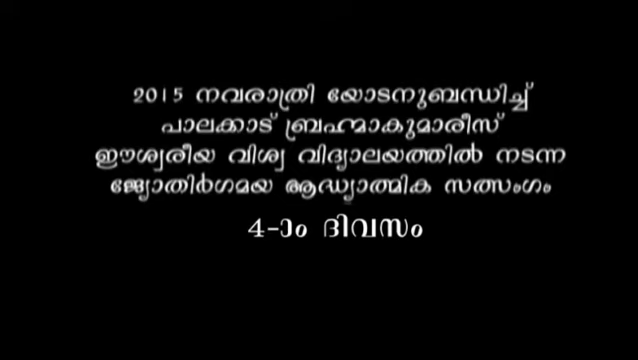 2015 നവരാത്രി യോടനുബന്ധിച്ച്
പാലക്കാട് ബ്രഹ്മാകുമാരീസ്
ഈശ്വരീയ വിശ്വ വിദ്യാലയത്തിൽ നടന്ന
ജ്യോതിർഗമയ ആദ്ധ്യാത്മിക സത്സംഗം
4-ാം ദിവസം